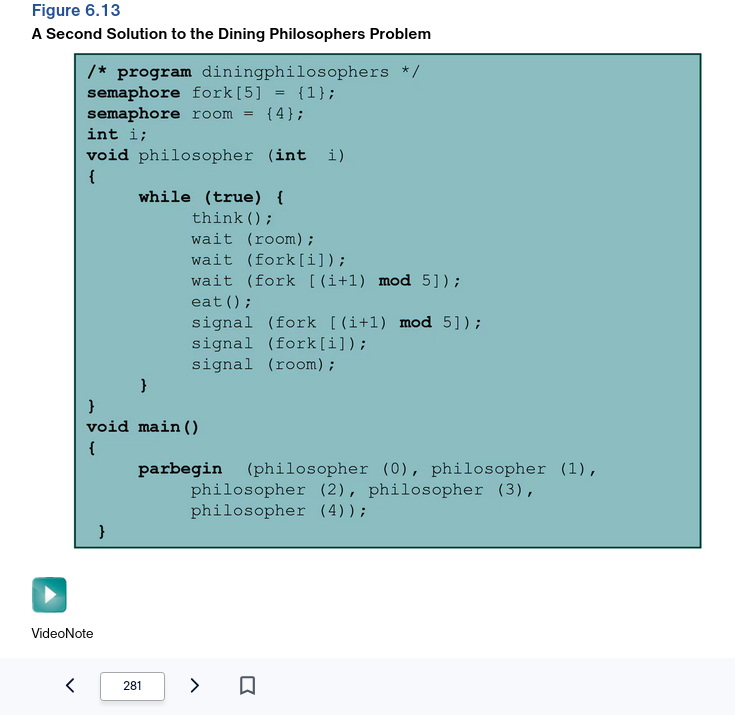 Figure 6.13
A Second Solution to the Dining Philosophers Problem
/* program diningphilosophers */
semaphore fork[5] = {1};
semaphore room = {4};
int i;
void philosopher (int  i)
{
     while (true) {
          think();
          wait (room);
          wait (fork[i]);
          wait (fork [(i+1) mod 5]);
          eat();
          signal (fork [(i+1) mod 5]);
          signal (fork[i]);
          signal (room);
     }
}
void main()
{
     parbegin  (philosopher (0), philosopher (1),
          philosopher (2), philosopher (3),
          philosopher (4));
 }
VideoNote
281